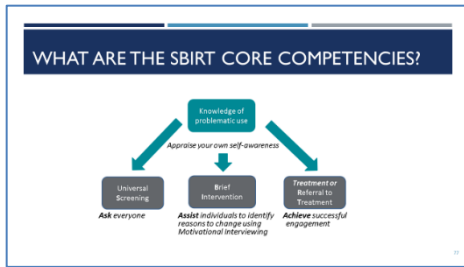 WHAT ARE THE SBIRT CORE COMPETENCIES?
Knowledge of
problematic use
Appraise your own self-awareness
Universal
Screening
Ask everyone
Brief
Intervention
Assist individuals to identify
reasons to change using
Motivational Interviewing
Treatment or
Referral to
Treatment
Achieve successful
engagement